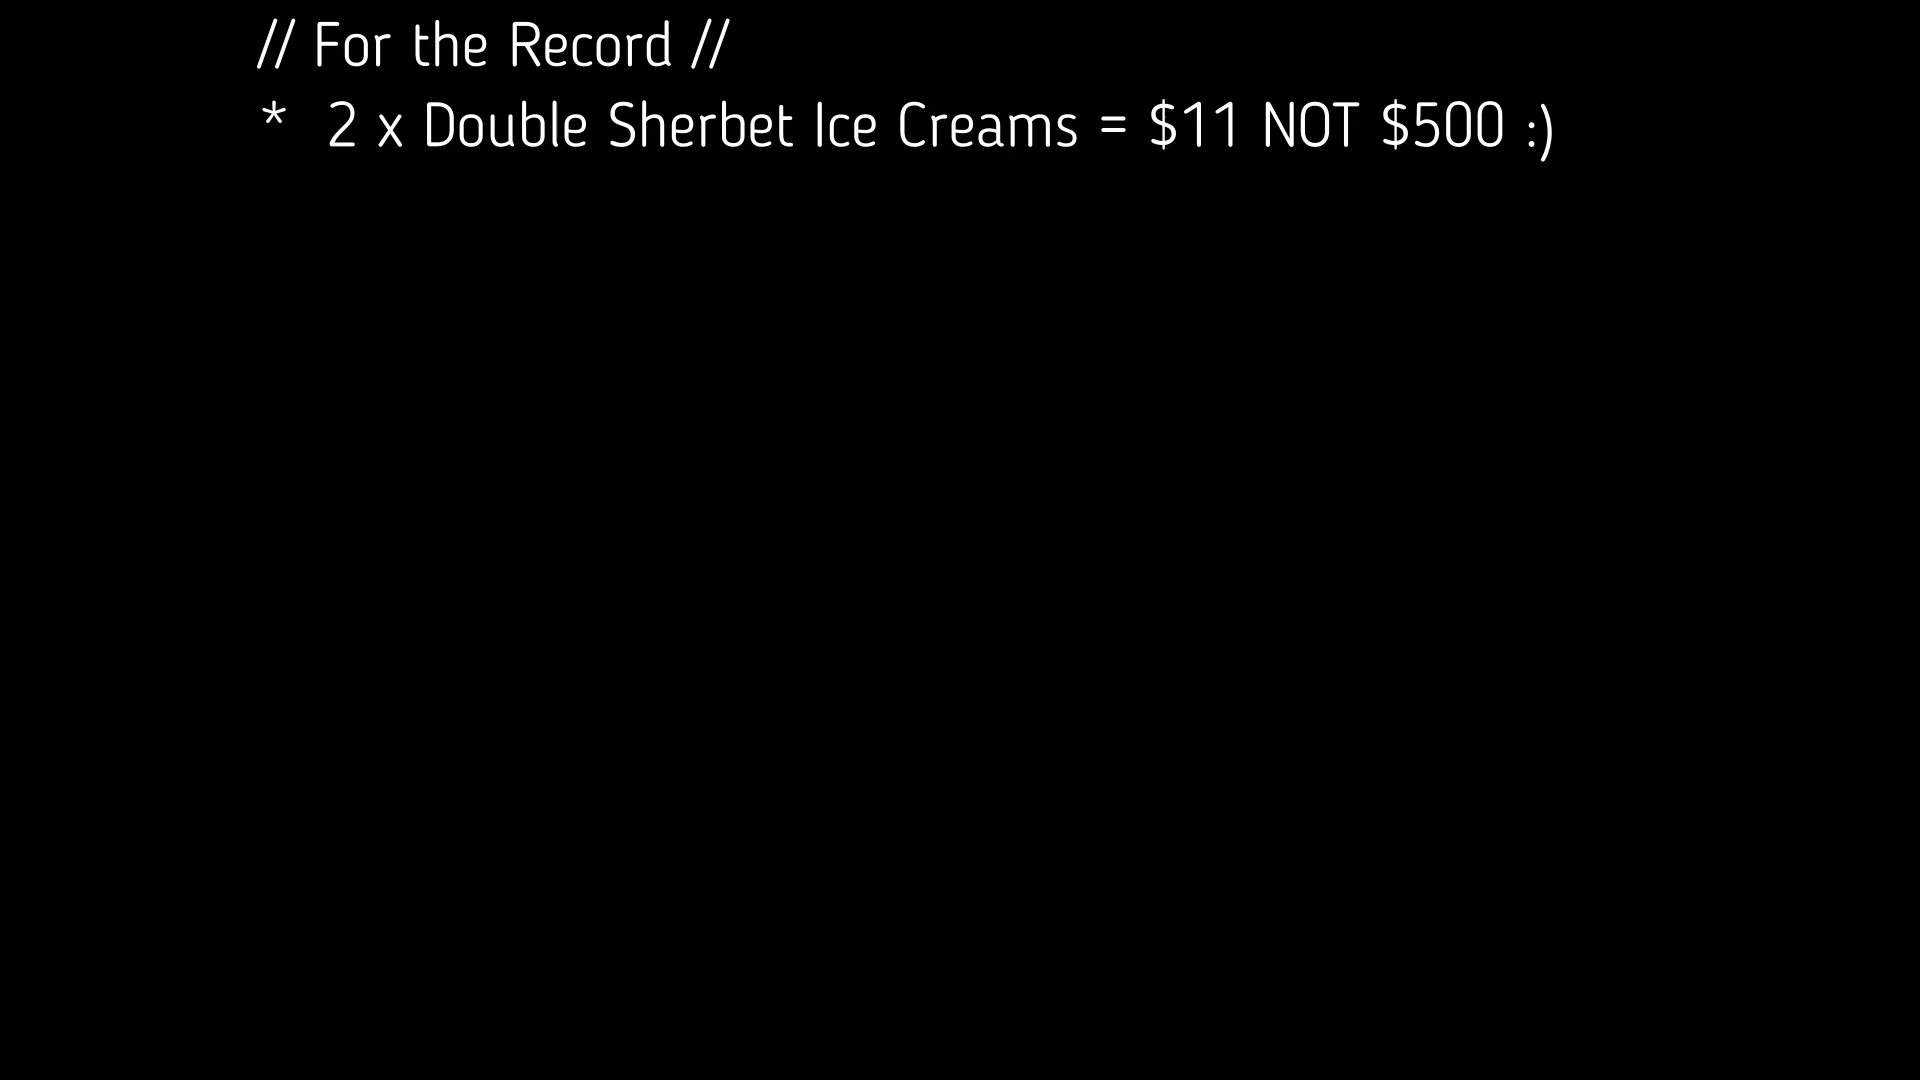 // For the Record //
* 2 x Double Sherbet Ice Creams = $11 NOT $500 :)